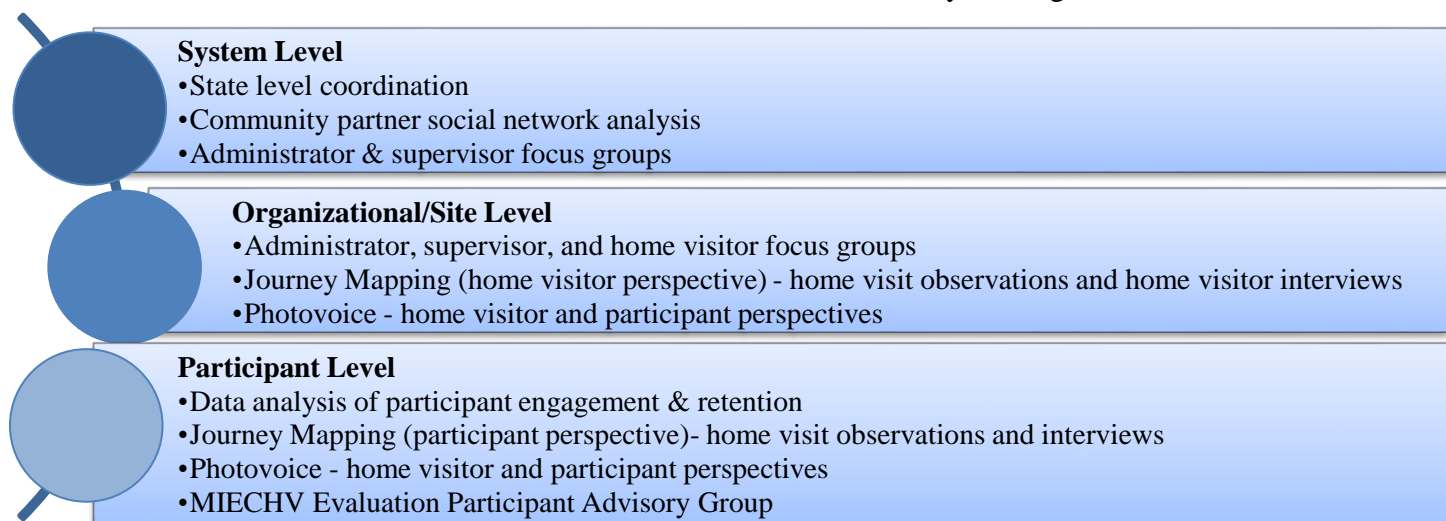 System Level
•State level coordination
•Community partner social network analysis
•Administrator & supervisor focus groups
Organizational/Site Level
•Administrator, supervisor, and home visitor focus groups
•Journey Mapping (home visitor perspective) - home visit observations and home visitor interviews
•Photovoice - home visitor and participant perspectives
Participant Level
•Data analysis of participant engagement & retention
•Journey Mapping (participant perspective)- home visit observations and interviews
•Photovoice - home visitor and participant perspectives
•MIECHV Evaluation Participant Advisory Group